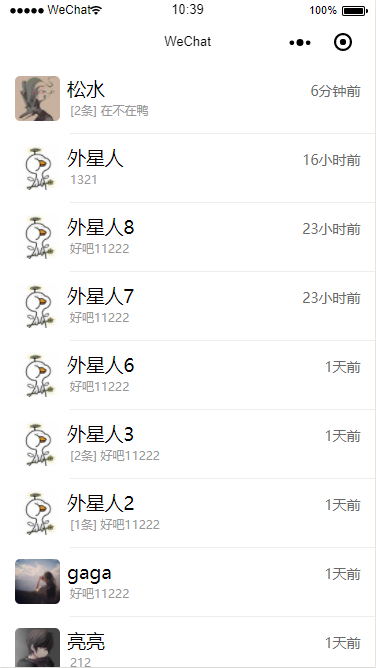 WeChat 10:39 100%
WeChat
松水 6分钟前
[2条] 在不在鸭
外星人 16小时前
1321
外星人8 23小时前
好吧11222
外星人7 23小时前
好吧11222
外星人6 1天前
好吧11222
外星人3 1天前
[2条] 好吧11222
外星人2 1天前
[1条] 好吧11222
gaga 1天前
好吧11222
亮亮 1天前
212